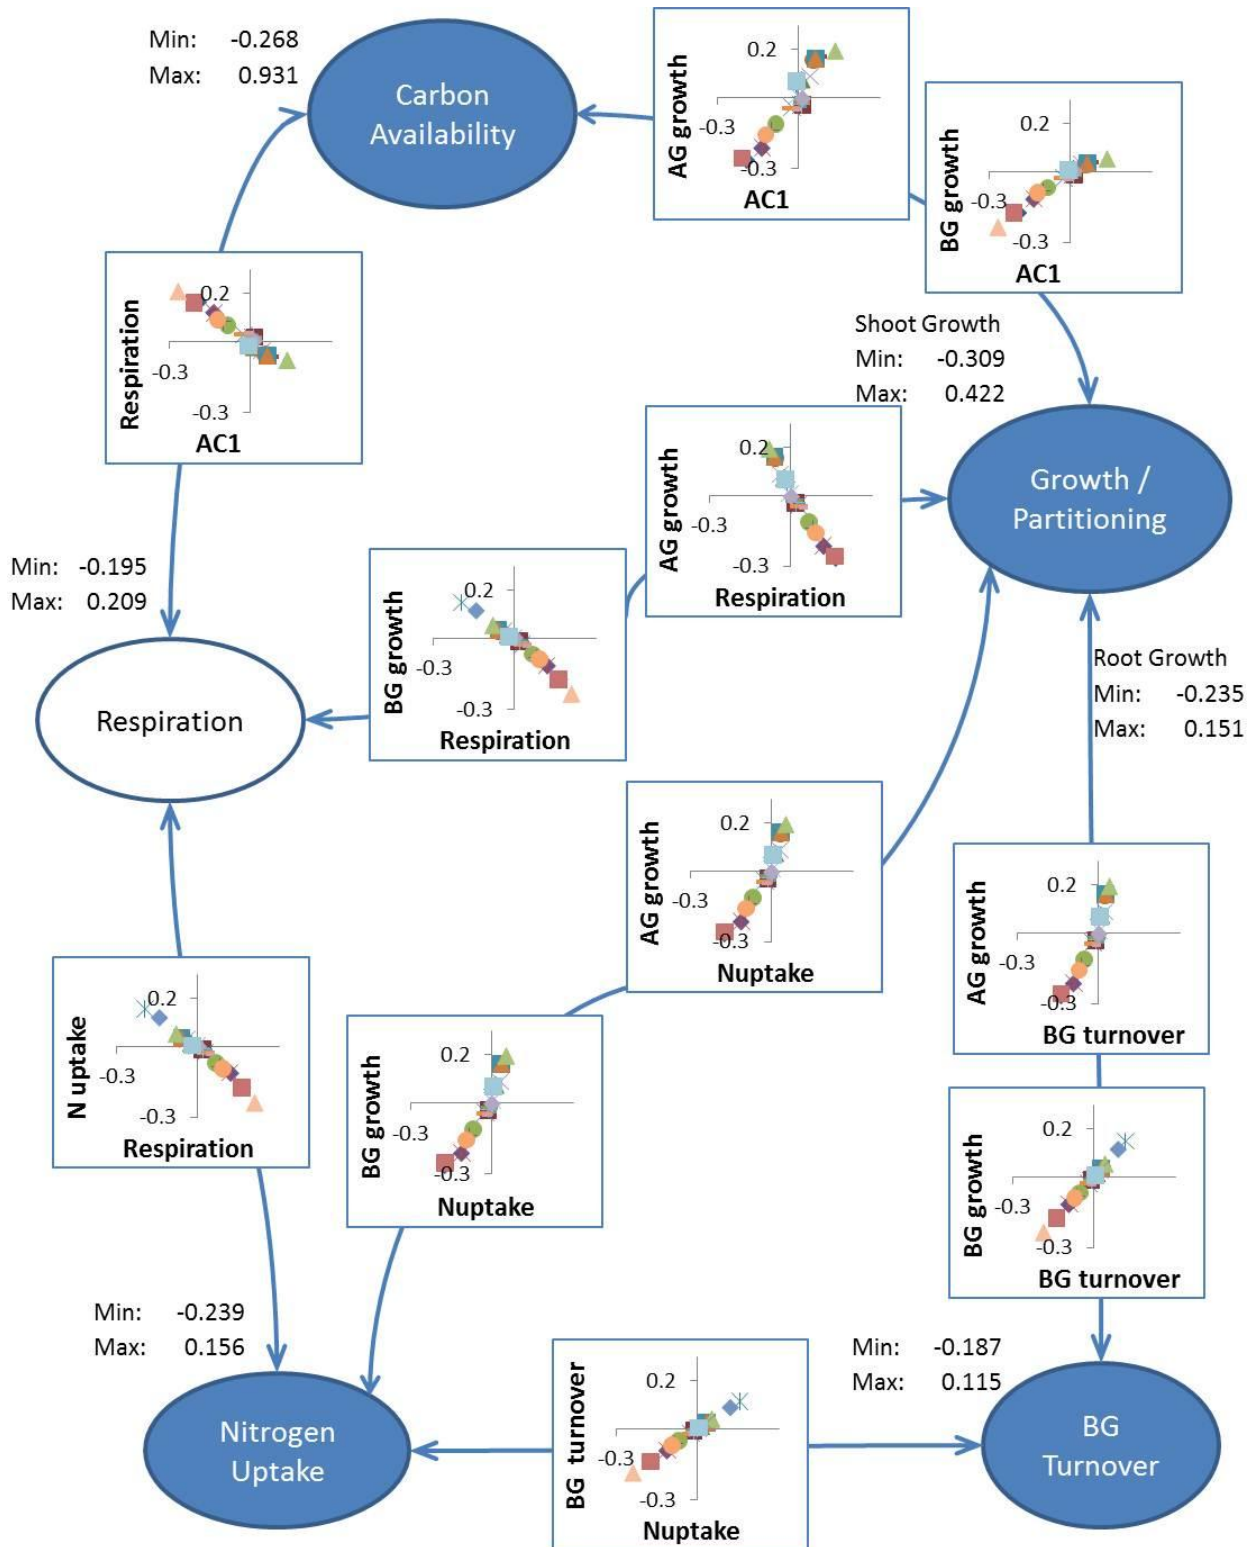 Min: -0.268
Max: 0.931
Carbon
Availability
0.2
-0.3
-0.3
AG growth
AC1
0.2
-0.3
-0.3
BG growth
AC1
0.2
-0.3
-0.3
Respiration
AC1
Shoot Growth
Min: -0.309
Max: 0.422
Growth /
Partitioning
0.2
-0.3
-0.3
AG growth
Respiration
Min: -0.195
Max: 0.209
Respiration
0.2
-0.3
-0.3
BG growth
Respiration
Root Growth
Min: -0.235
Max: 0.151
0.2
-0.3
-0.3
AG growth
Nuptake
0.2
-0.3
-0.3
AG growth
BG turnover
0.2
-0.3
-0.3
N uptake
Respiration
0.2
-0.3
-0.3
BG growth
Nuptake
0.2
-0.3
-0.3
BG growth
BG turnover
Min: -0.239
Max: 0.156
Nitrogen
Uptake
0.2
-0.3
-0.3
BG turnover
Nuptake
Min: -0.187
Max: 0.115
BG
Turnover